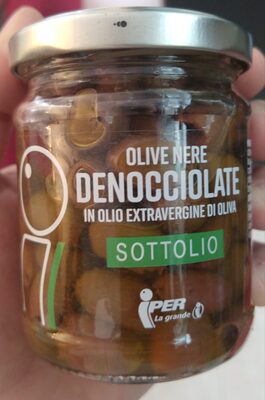 OLIVE NERE
DENOCCIOLATE
IN OLIO EXTRAVERGINE DI OLIVA
SOTTOLIO
iPER
La grande i